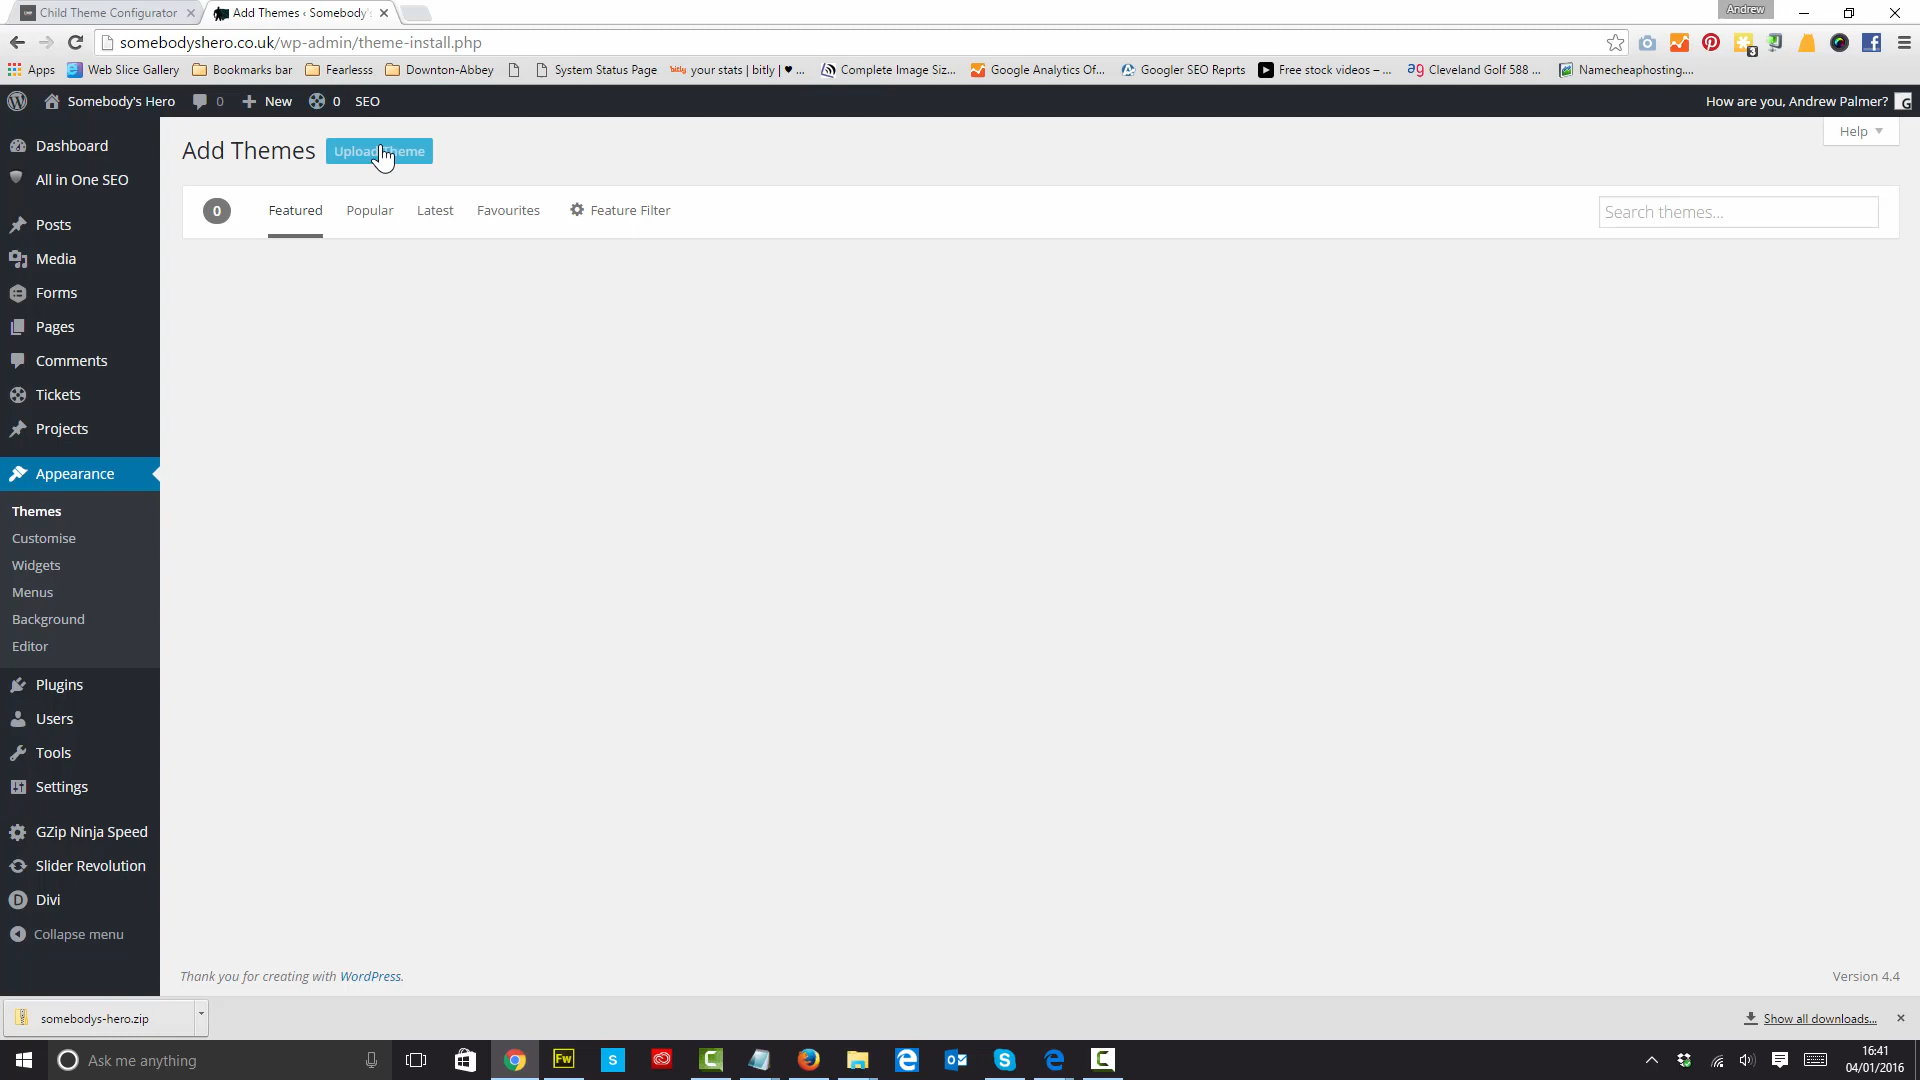 Child Theme Configurator
Add Themes ‹ Somebody'
Andrew
somebodyshero.co.uk/wp-admin/theme-install.php
Apps
Web Slice Gallery
Bookmarks bar
Fearlesss
Downton-Abbey
System Status Page
bitly your stats | bitly | ♥ ...
Complete Image Siz...
Google Analytics Of...
Googler SEO Reprts
Free stock videos – ...
ag Cleveland Golf 588 ...
Namecheaphosting....
3
Somebody's Hero
0
New
0
SEO
How are you, Andrew Palmer?
Help
Add Themes
Upload Theme
0
Featured
Popular
Latest
Favourites
Feature Filter
Search themes...
Dashboard
All in One SEO
Posts
Media
Forms
Pages
Comments
Tickets
Projects
Appearance
Themes
Customise
Widgets
Menus
Background
Editor
Plugins
Users
Tools
Settings
GZip Ninja Speed
Slider Revolution
Divi
Collapse menu
Thank you for creating with WordPress.
Version 4.4
somebodys-hero.zip
Show all downloads...
Ask me anything
Fw
16:41
04/01/2016